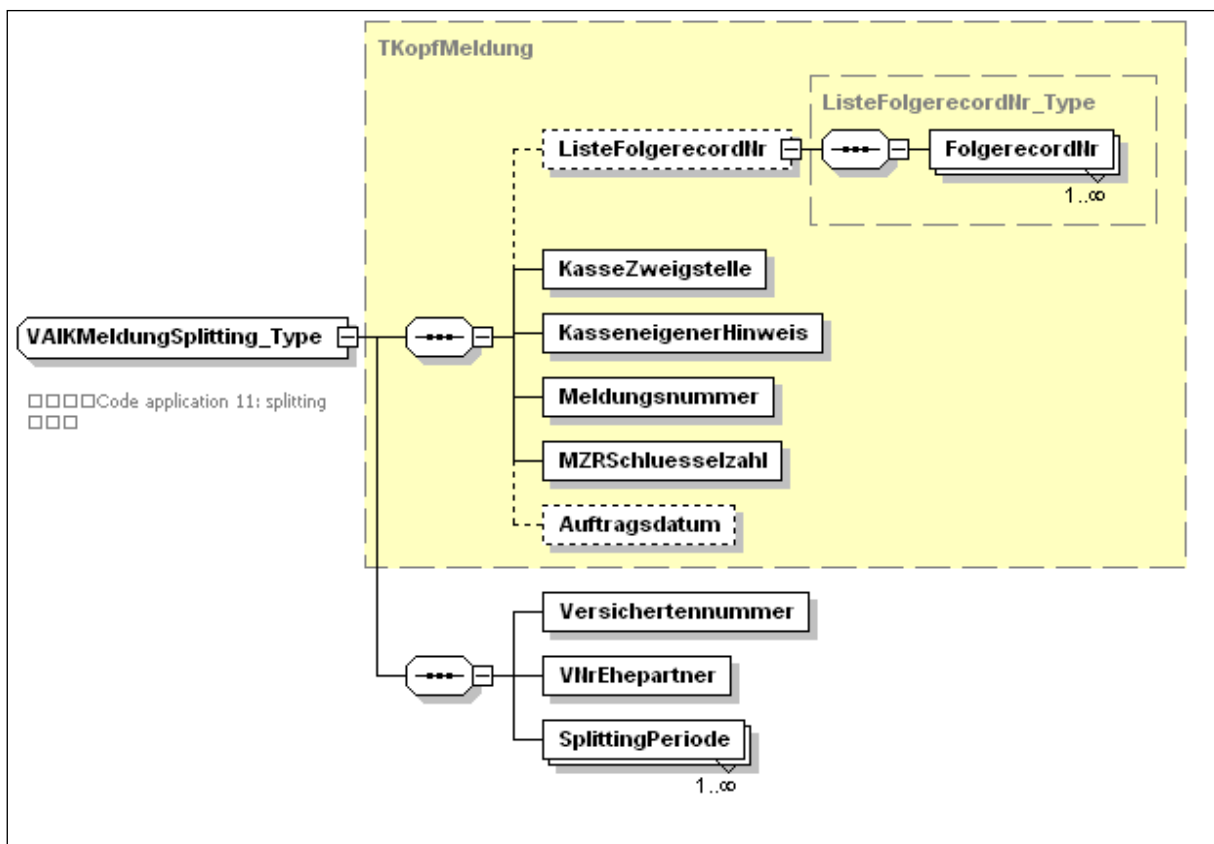 TKopfMeldung
ListeFolgerecordNr_Type
ListeFolgerecordNr
FolgerecordNr
1..∞
KasseZweigstelle
VAIKMeldungSplitting_Type
KasseneigenerHinweis
□□□□Code application 11: splitting
□□□
Meldungsnummer
MZRSchluesselzahl
Auftragsdatum
Versichertennummer
VNrEhepartner
SplittingPeriode
1..∞